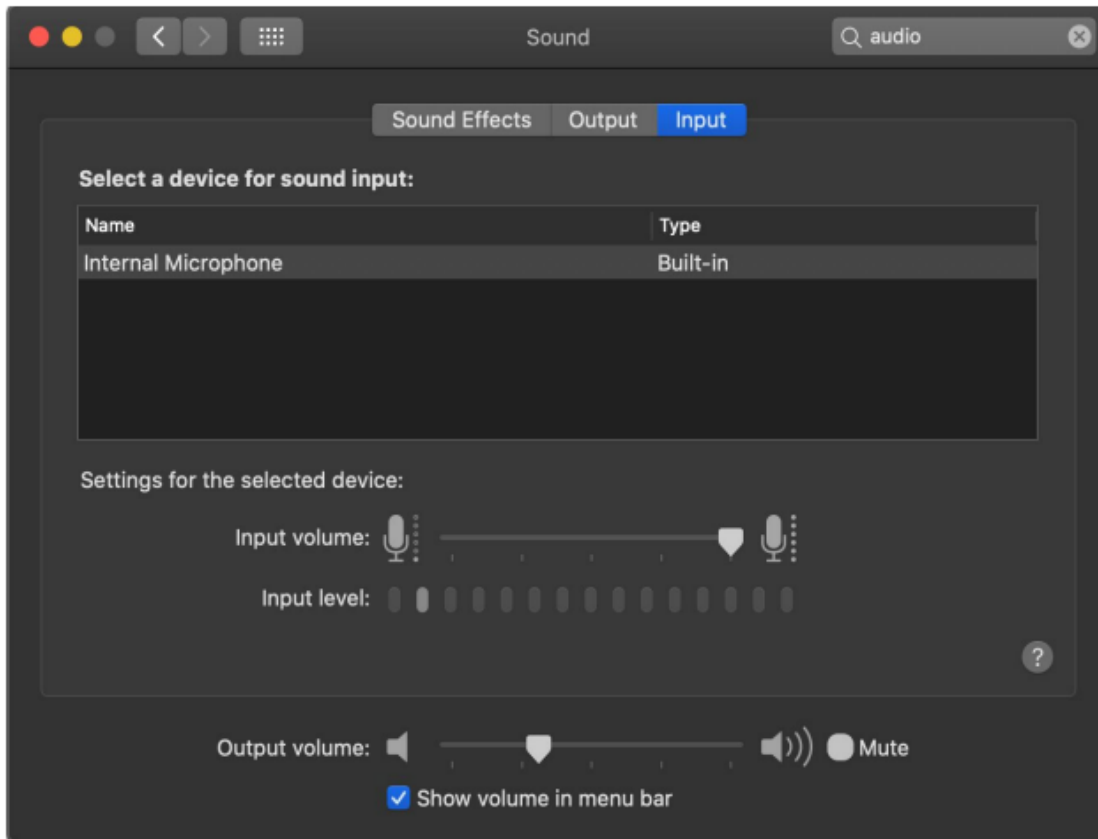 Sound
audio
Sound Effects Output Input
Select a device for sound input:
Name Type
Internal Microphone Built-in
Settings for the selected device:
Input volume:
Input level:
?
Output volume: Mute
Show volume in menu bar